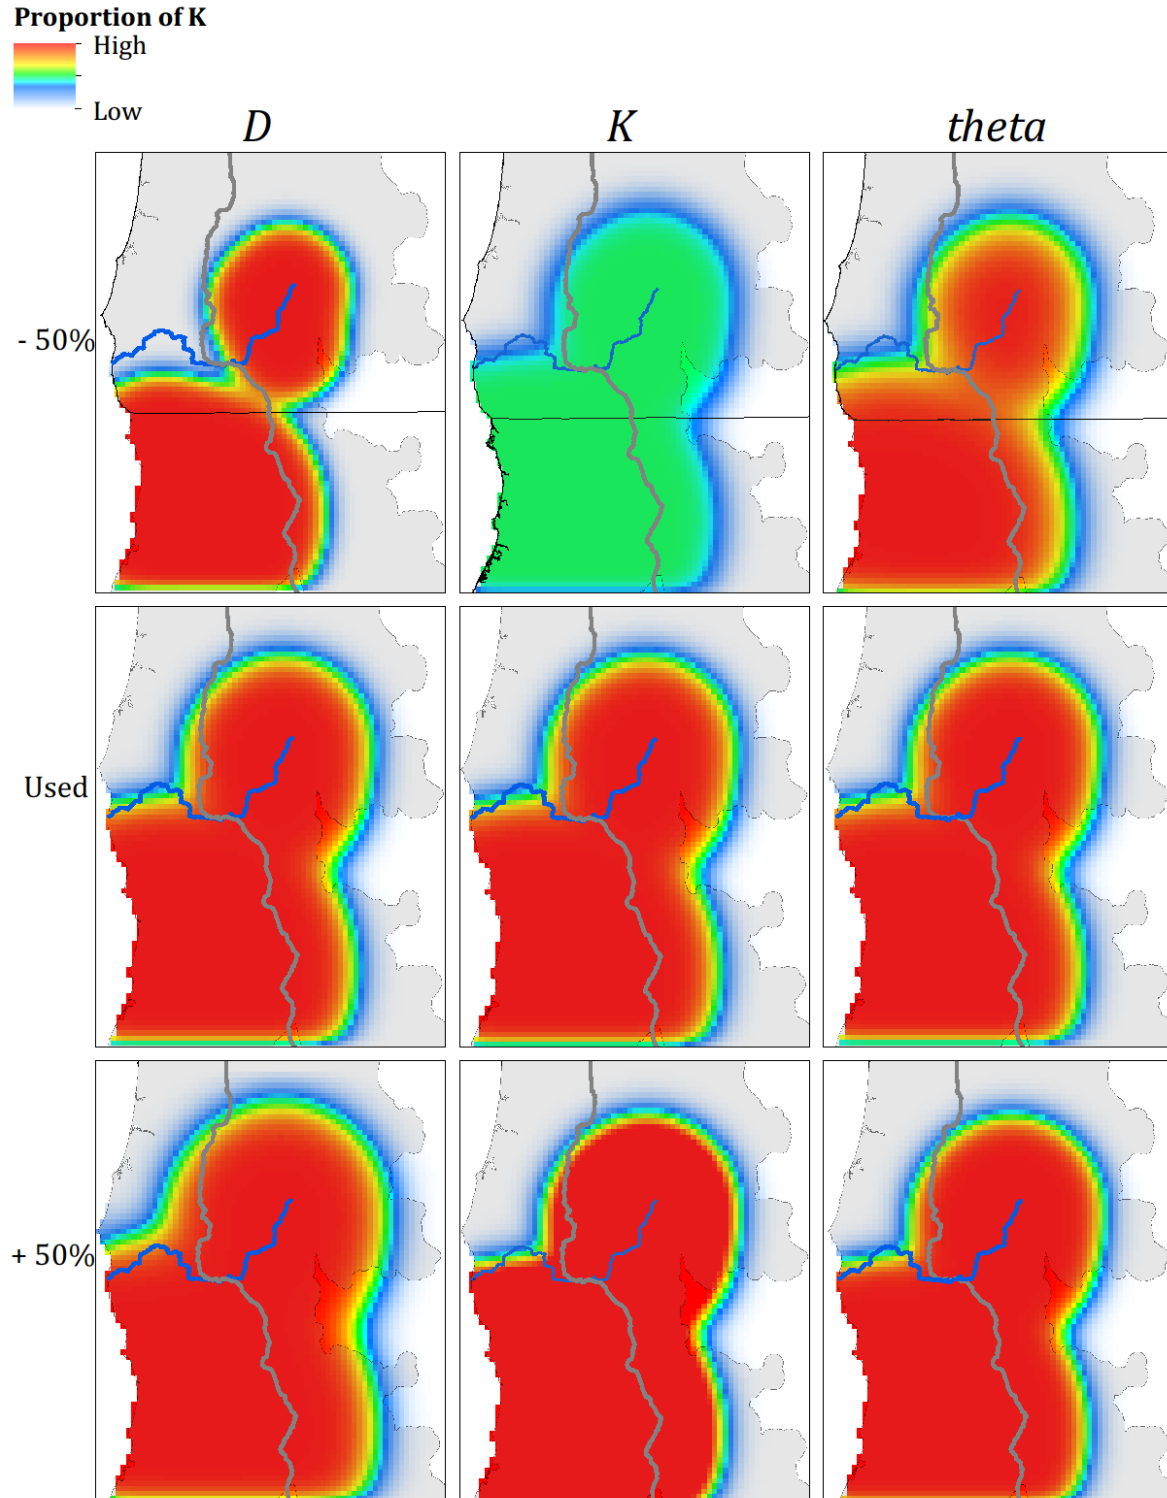 Proportion of K
High
Low
D K theta
- 50%
Used
+ 50%